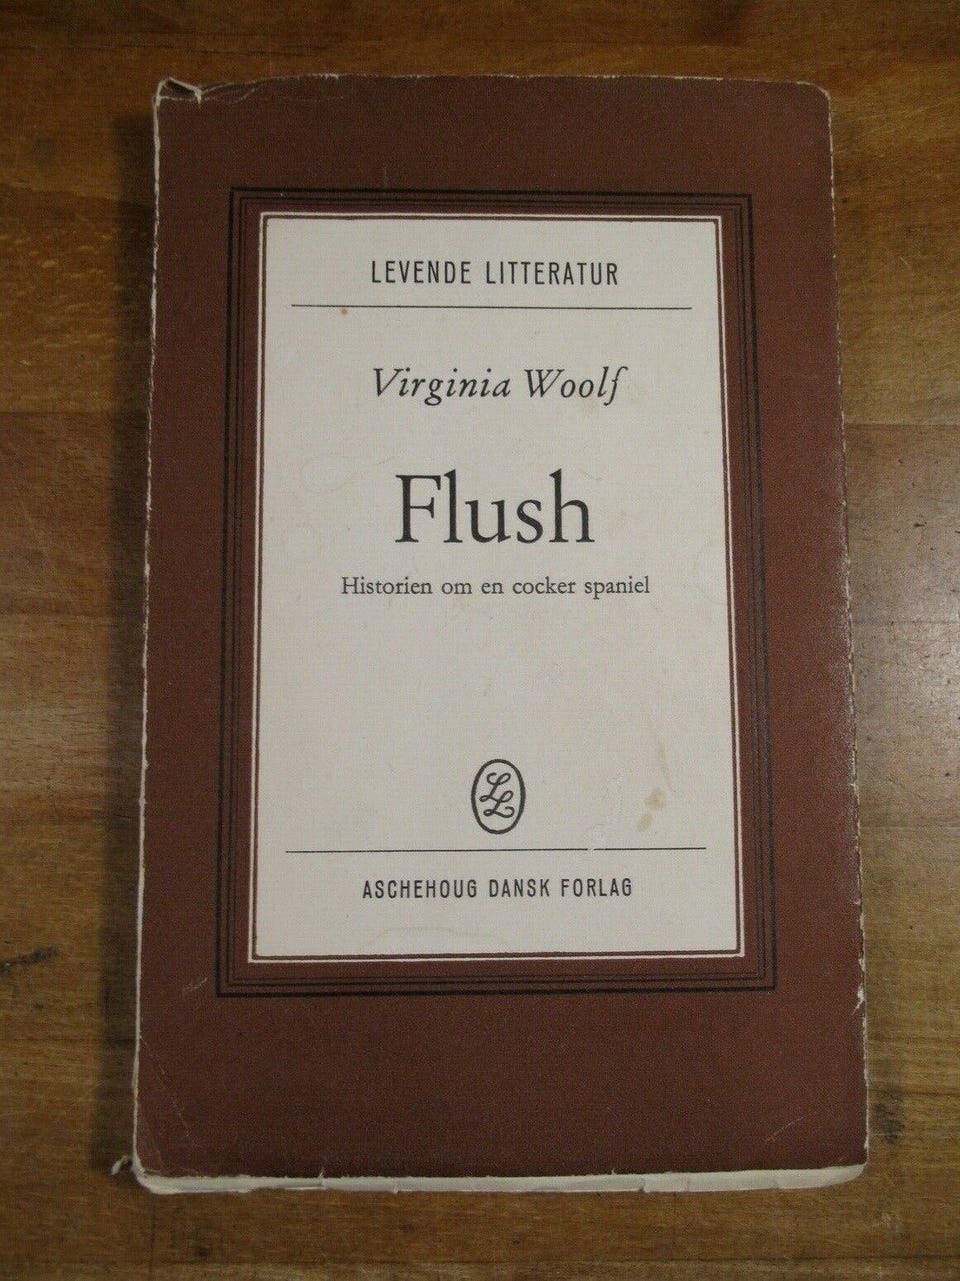 LEVENDE LITTERATUR
Virginia Woolf
Flush
Historien om en cocker spaniel
LL
ASCHEHOUG DANSK FORLAG